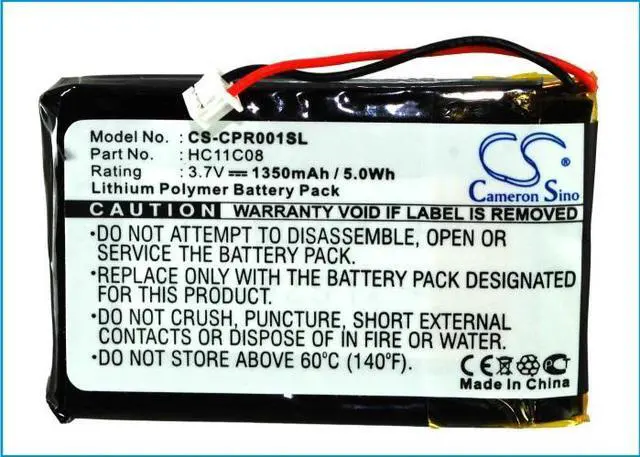 Model No. : CS-CPR001SL
Part No. : HC11C08
Rating : 3.7V 1350mAh / 5.0Wh
Lithium Polymer Battery Pack
CS
Cameron Sino
CAUTION: WARRANTY VOID IF LABEL IS REMOVED
•DO NOT ATTEMPT TO DISASSEMBLE, OPEN OR
SERVICE THE BATTERY PACK.
•REPLACE ONLY WITH THE BATTERY PACK DESIGNATED
FOR THIS PRODUCT.
•DO NOT CRUSH, PUNCTURE, SHORT EXTERNAL
CONTACTS OR DISPOSE OF IN FIRE OR WATER.
•DO NOT STORE ABOVE 60°C (140°F).
CE
Made In China